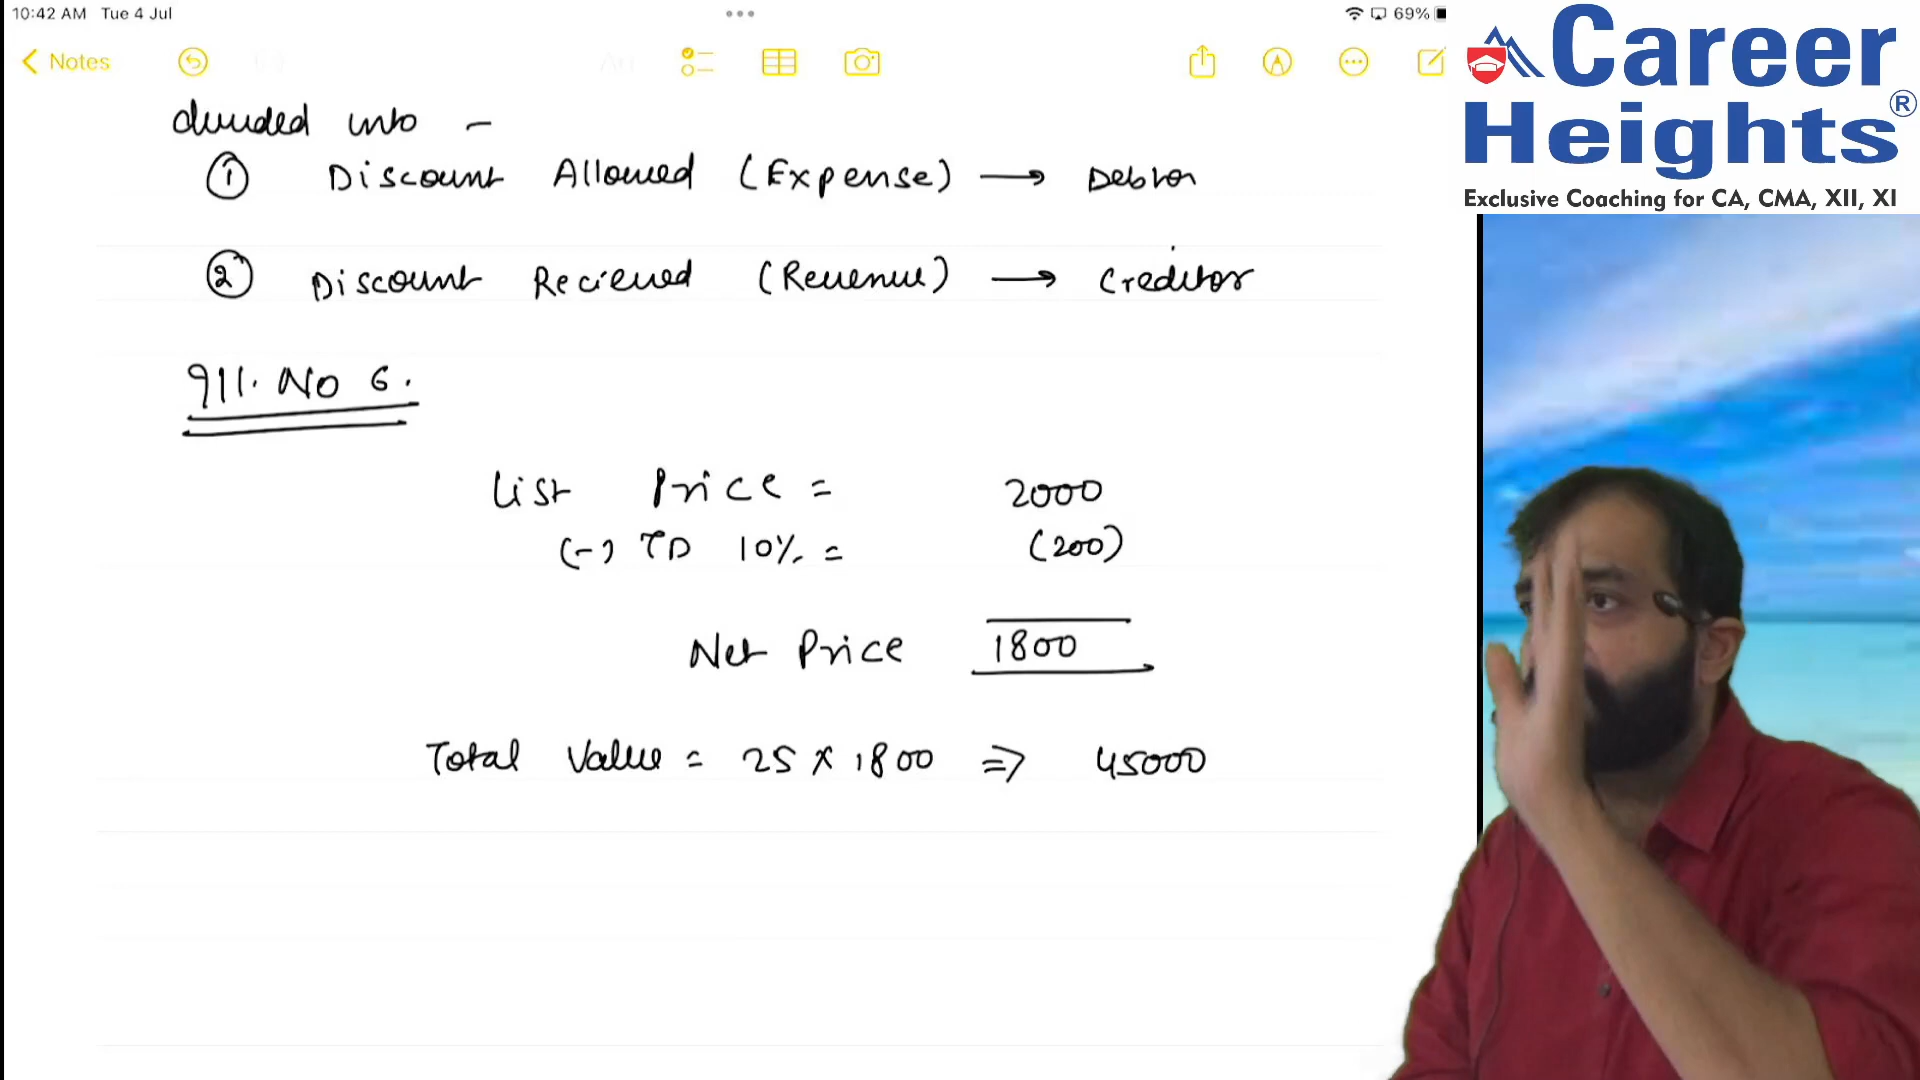 10:42 AM Tue 4 Jul
69%
Notes
divided into -
① Discount Allowed (Expense) → Debtor
② Discount Recieved (Revenue) → Creditor
911. No 6.
List Price = 2000
(-) TD 10% = (200)
Net Price 1800
Total Value = 25 x 1800 => 45000
Career
Heights®
Exclusive Coaching for CA, CMA, XII, XI